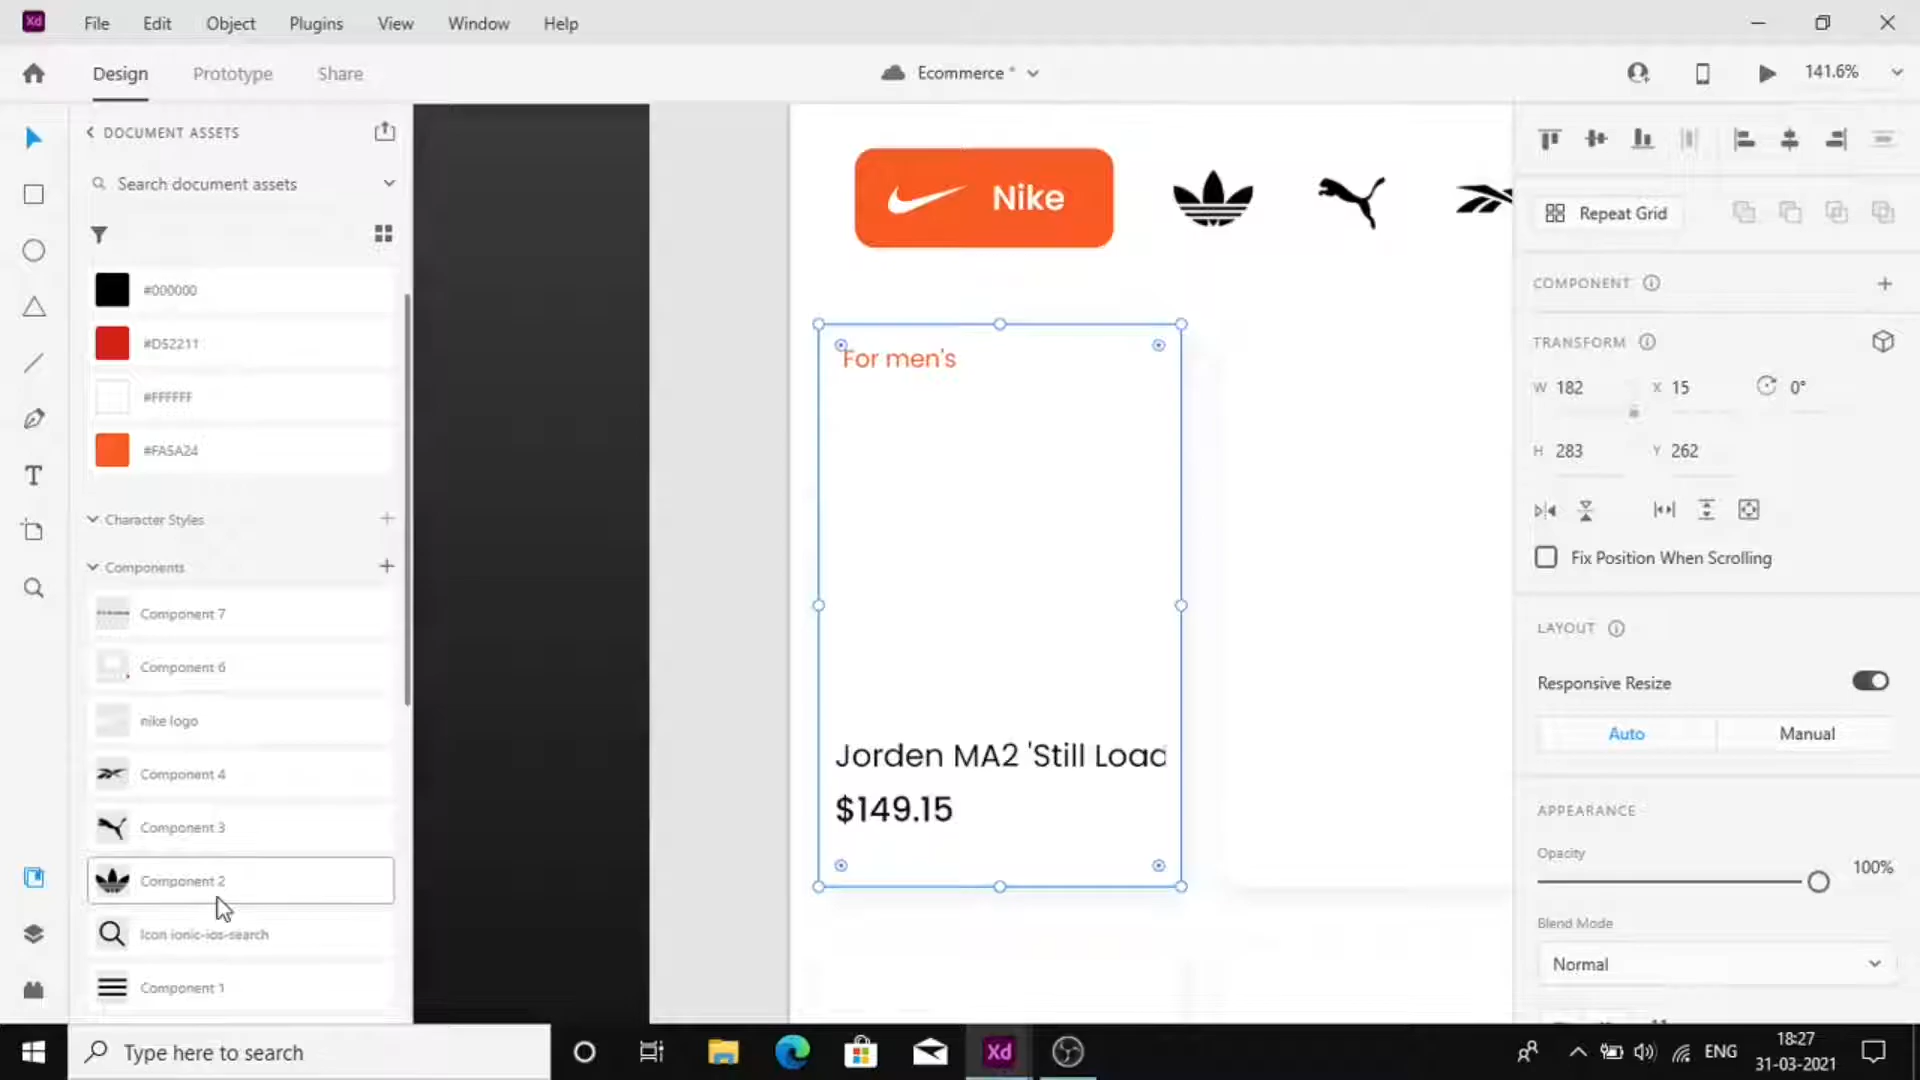 Xd File Edit Object Plugins View Window Help
Design Prototype Share
Ecommerce *
141.6%
DOCUMENT ASSETS
Search document assets
#000000
#D52211
#FFFFFF
#FA5A24
Character Styles
Components
Component 7
Component 6
nike logo
Component 4
Component 3
Component 2
Icon ionic-ios-search
Component 1
Nike
For men's
Jorden MA2 'Still Load
$149.15
Repeat Grid
COMPONENT
TRANSFORM
W 182 X 15 0°
H 283 Y 262
Fix Position When Scrolling
LAYOUT
Responsive Resize
Auto Manual
APPEARANCE
Opacity
100%
Blend Mode
Normal
Type here to search
Xd
ENG
18:27
31-03-2021